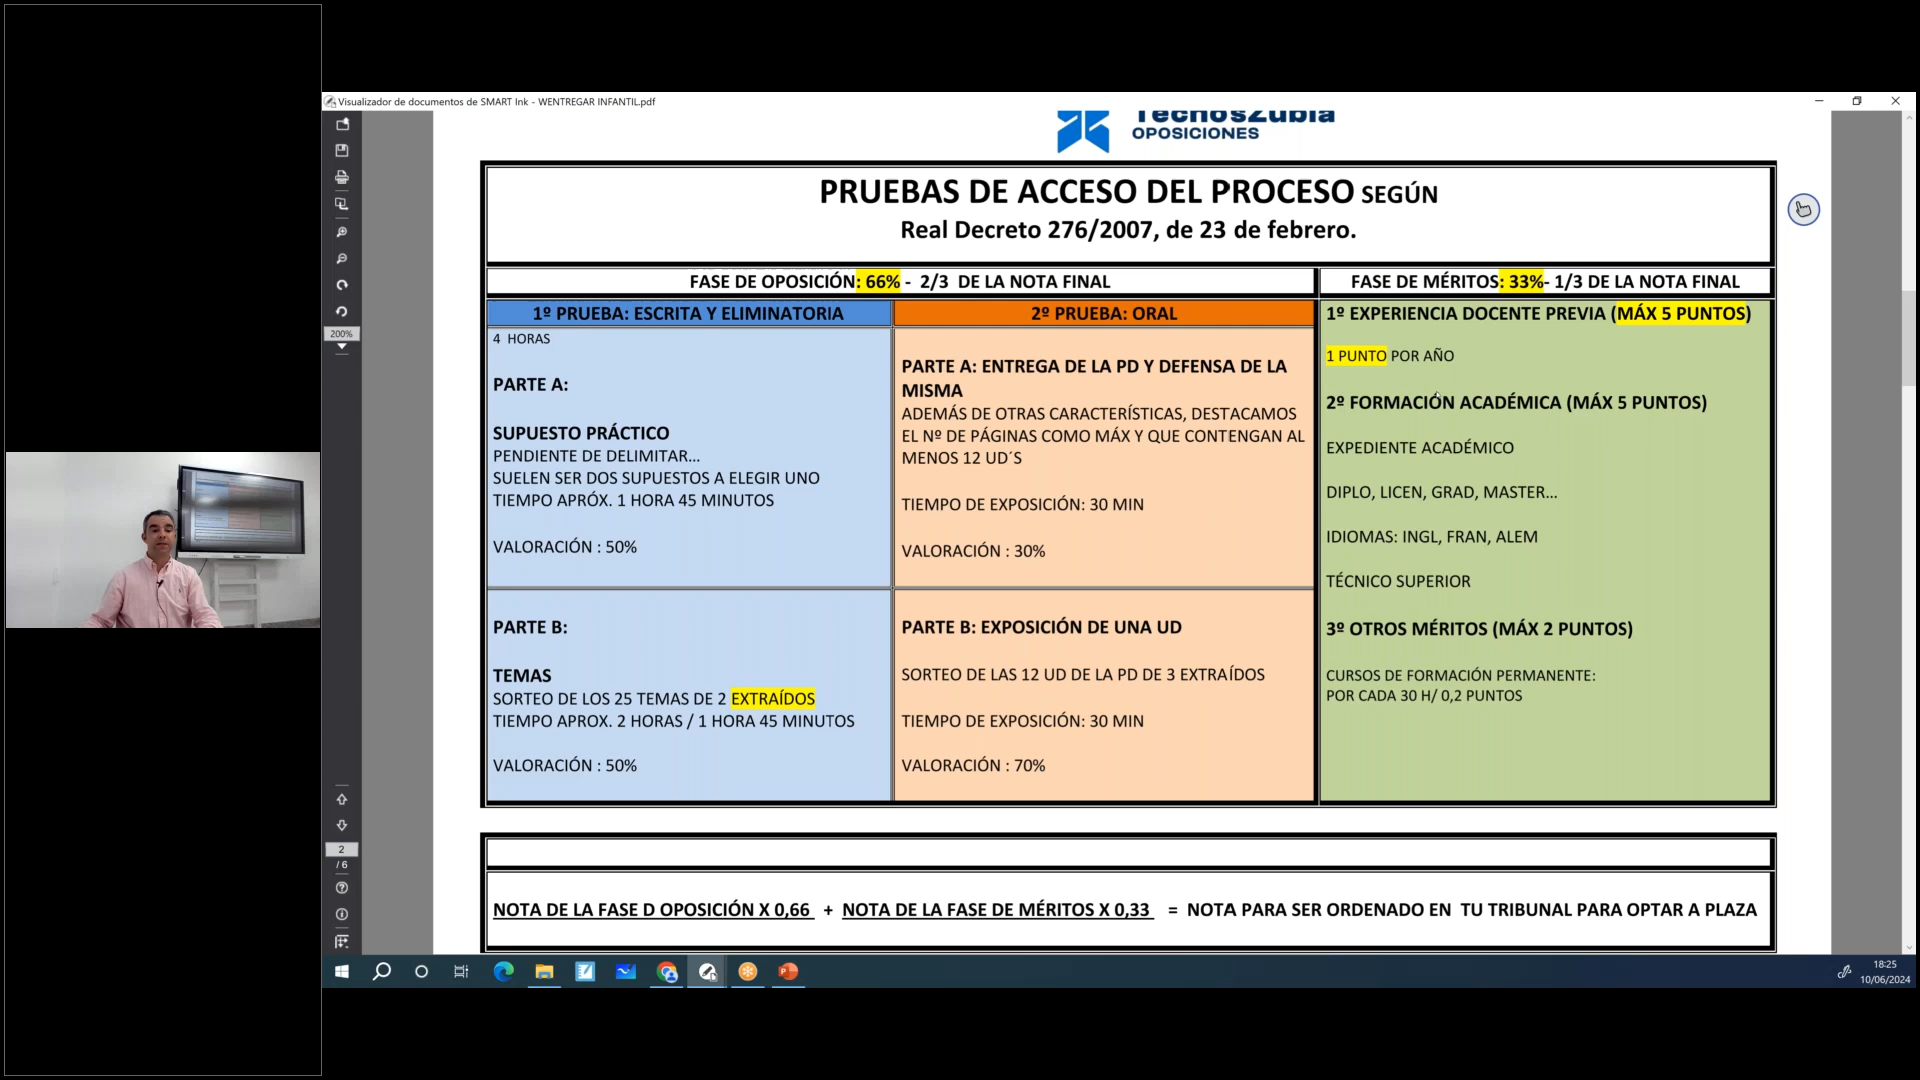 Visualizador de documentos de SMART Ink - WENTREGAR INFANTIL.pdf
TecnosZubia
OPOSICIONES
PRUEBAS DE ACCESO DEL PROCESO SEGÚN
Real Decreto 276/2007, de 23 de febrero.
FASE DE OPOSICIÓN: 66% - 2/3 DE LA NOTA FINAL
FASE DE MÉRITOS: 33%- 1/3 DE LA NOTA FINAL
1º PRUEBA: ESCRITA Y ELIMINATORIA
4 HORAS
PARTE A:
SUPUESTO PRÁCTICO
PENDIENTE DE DELIMITAR...
SUELEN SER DOS SUPUESTOS A ELEGIR UNO
TIEMPO APRÓX. 1 HORA 45 MINUTOS
VALORACIÓN : 50%
PARTE B:
TEMAS
SORTEO DE LOS 25 TEMAS DE 2 EXTRAÍDOS
TIEMPO APROX. 2 HORAS / 1 HORA 45 MINUTOS
VALORACIÓN : 50%
2º PRUEBA: ORAL
PARTE A: ENTREGA DE LA PD Y DEFENSA DE LA
MISMA
ADEMÁS DE OTRAS CARACTERÍSTICAS, DESTACAMOS
EL Nº DE PÁGINAS COMO MÁX Y QUE CONTENGAN AL
MENOS 12 UD´S
TIEMPO DE EXPOSICIÓN: 30 MIN
VALORACIÓN : 30%
PARTE B: EXPOSICIÓN DE UNA UD
SORTEO DE LAS 12 UD DE LA PD DE 3 EXTRAÍDOS
TIEMPO DE EXPOSICIÓN: 30 MIN
VALORACIÓN : 70%
1º EXPERIENCIA DOCENTE PREVIA (MÁX 5 PUNTOS)
1 PUNTO POR AÑO
2º FORMACIÓN ACADÉMICA (MÁX 5 PUNTOS)
EXPEDIENTE ACADÉMICO
DIPLO, LICEN, GRAD, MASTER...
IDIOMAS: INGL, FRAN, ALEM
TÉCNICO SUPERIOR
3º OTROS MÉRITOS (MÁX 2 PUNTOS)
CURSOS DE FORMACIÓN PERMANENTE:
POR CADA 30 H/ 0,2 PUNTOS
NOTA DE LA FASE D OPOSICIÓN X 0,66 + NOTA DE LA FASE DE MÉRITOS X 0,33 = NOTA PARA SER ORDENADO EN TU TRIBUNAL PARA OPTAR A PLAZA
200%
2
/ 6
18:25
10/06/2024